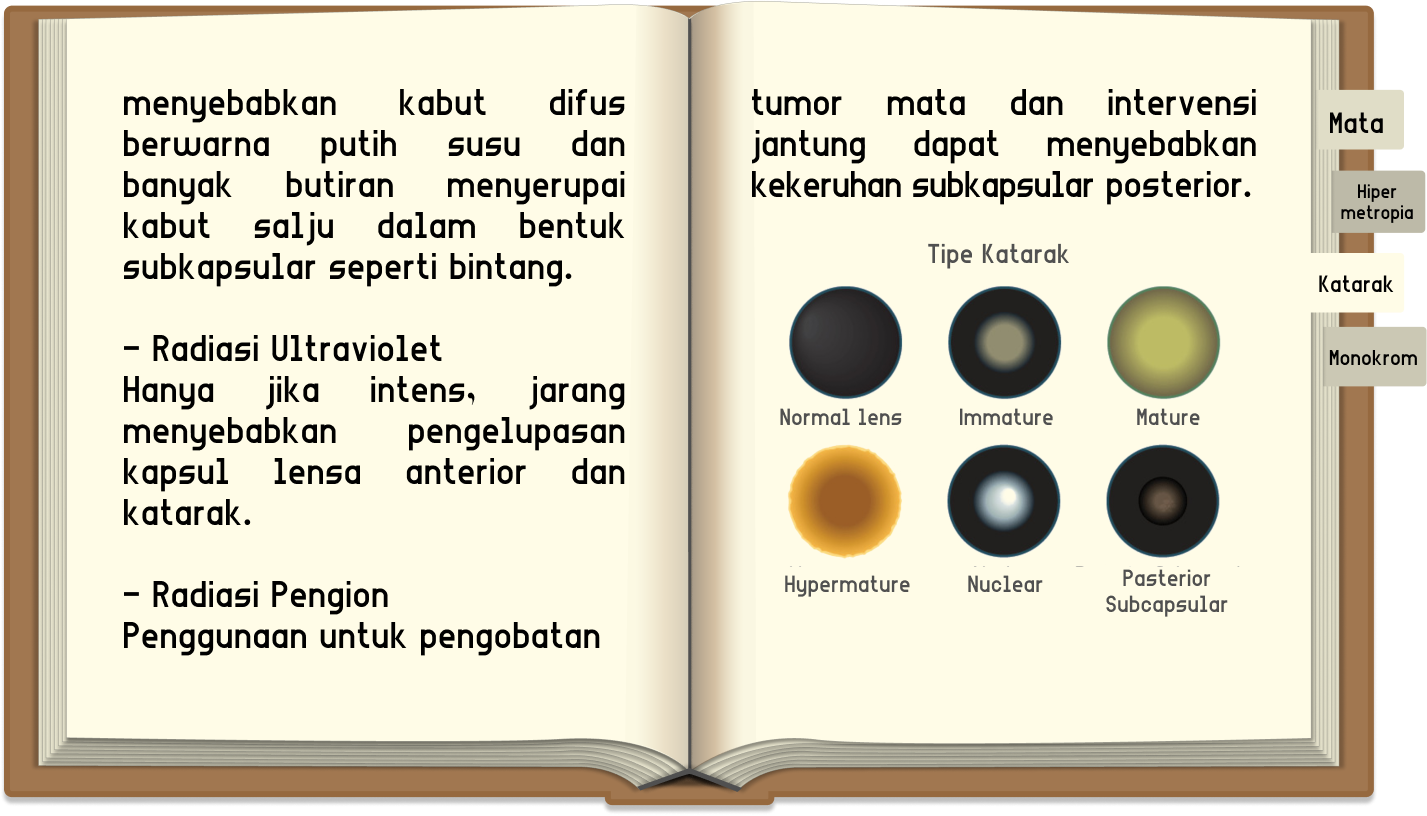 menyebabkan kabut difus
berwarna putih susu dan
banyak butiran menyerupai
kabut salju dalam bentuk
subkapsular seperti bintang.
- Radiasi Ultraviolet
Hanya jika intens, jarang
menyebabkan pengelupasan
kapsul lensa anterior dan
katarak.
- Radiasi Pengion
Penggunaan untuk pengobatan
tumor mata dan intervensi
jantung dapat menyebabkan
kekeruhan subkapsular posterior.
Tipe Katarak
Normal lens
Immature
Mature
Hypermature
Nuclear
Pasterior
Subcapsular
Mata
Hiper
metropia
Katarak
Monokrom